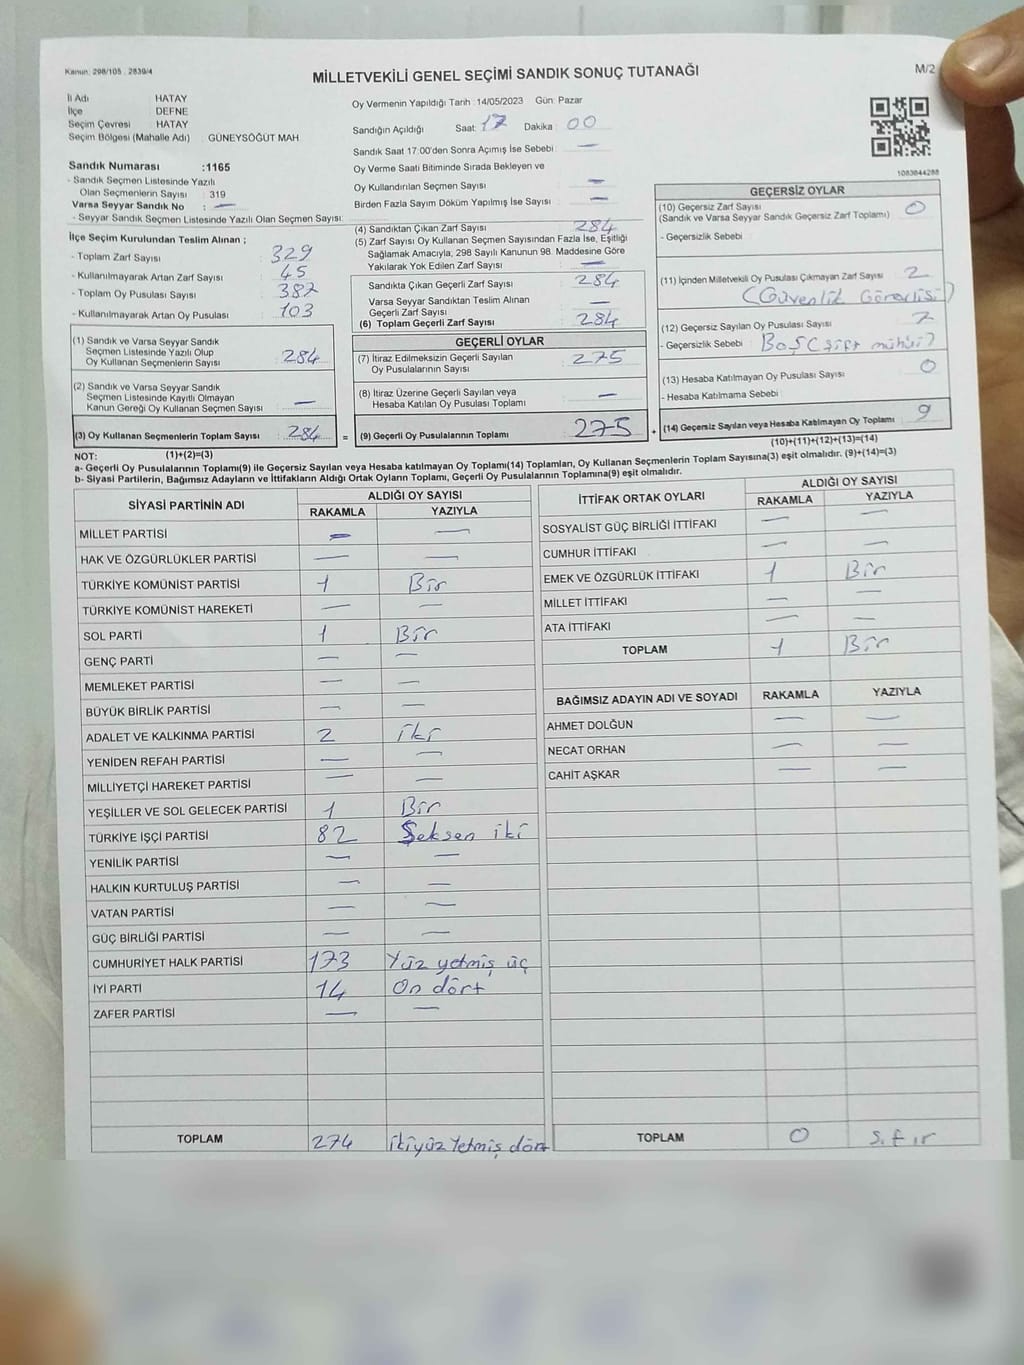 Kanun: 298/105 . 2839/4
MİLLETVEKİLİ GENEL SEÇİMİ SANDIK SONUÇ TUTANAĞI
M/2
İl Adı HATAY
İlçe DEFNE
Seçim Çevresi HATAY
Seçim Bölgesi (Mahalle Adı) GÜNEYSÖĞÜT MAH
Sandık Numarası :1165
- Sandık Seçmen Listesinde Yazılı
Olan Seçmenlerin Sayısı : 319
Varsa Seyyar Sandık No : —
- Seyyar Sandık Seçmen Listesinde Yazılı Olan Seçmen Sayısı:
İlçe Seçim Kurulundan Teslim Alınan ;
- Toplam Zarf Sayısı : 329
- Kullanılmayarak Artan Zarf Sayısı : 45
- Toplam Oy Pusulası Sayısı : 387
- Kullanılmayarak Artan Oy Pusulası : 103
(1) Sandık ve Varsa Seyyar Sandık
Seçmen Listesinde Yazılı Olup
Oy Kullanan Seçmenlerin Sayısı : 284
(2) Sandık ve Varsa Seyyar Sandık
Seçmen Listesinde Kayıtlı Olmayan
Kanun Gereği Oy Kullanan Seçmen Sayısı : —
(3) Oy Kullanan Seçmenlerin Toplam Sayısı : 284
Oy Vermenin Yapıldığı Tarih : 14/05/2023 Gün: Pazar
Sandığın Açıldığı Saat: 17 Dakika : 00
Sandık Saat 17:00'den Sonra Açımış İse Sebebi : —
Oy Verme Saati Bitiminde Sırada Bekleyen ve
Oy Kullandırılan Seçmen Sayısı : —
Birden Fazla Sayım Döküm Yapılmış İse Sayısı : —
(4) Sandıktan Çıkan Zarf Sayısı : 284
(5) Zarf Sayısı Oy Kullanan Seçmen Sayısından Fazla İse, Eşitliği
Sağlamak Amacıyla, 298 Sayılı Kanunun 98. Maddesine Göre
Yakılarak Yok Edilen Zarf Sayısı : —
Sandıkta Çıkan Geçerli Zarf Sayısı : 284
Varsa Seyyar Sandıktan Teslim Alınan
Geçerli Zarf Sayısı : —
(6) Toplam Geçerli Zarf Sayısı : 284
GEÇERLİ OYLAR
(7) İtiraz Edilmeksizin Geçerli Sayılan
Oy Pusulalarının Sayısı : 275
(8) İtiraz Üzerine Geçerli Sayılan veya
Hesaba Katılan Oy Pusulası Toplamı : —
= (9) Geçerli Oy Pusulalarının Toplamı : 275 +
1083844288
GEÇERSİZ OYLAR
(10) Geçersiz Zarf Sayısı : 0
(Sandık ve Varsa Seyyar Sandık Geçersiz Zarf Toplamı)
- Geçersizlik Sebebi
(11) İçinden Milletvekili Oy Pusulası Çıkmayan Zarf Sayısı : 2
(Güvenlik Görevlisi)
(12) Geçersiz Sayılan Oy Pusulası Sayısı : 7
- Geçersizlik Sebebi : Boş(çift mühür)
(13) Hesaba Katılmayan Oy Pusulası Sayısı : 0
- Hesaba Katılmama Sebebi :
(14) Geçersiz Sayılan veya Hesaba Katılmayan Oy Toplamı : 9
NOT: (1)+(2)=(3) (10)+(11)+(12)+(13)=(14)
a- Geçerli Oy Pusulalarının Toplamı(9) ile Geçersiz Sayılan veya Hesaba katılmayan Oy Toplamı(14) Toplamları, Oy Kullanan Seçmenlerin Toplam Sayısına(3) eşit olmalıdır. (9)+(14)=(3)
b- Siyasi Partilerin, Bağımsız Adayların ve İttifakların Aldığı Ortak Oyların Toplamı, Geçerli Oy Pusulalarının Toplamına(9) eşit olmalıdır.
SİYASİ PARTİNİN ADI ALDIĞI OY SAYISI
RAKAMLA YAZIYLA
MİLLET PARTİSİ — —
HAK VE ÖZGÜRLÜKLER PARTİSİ — —
TÜRKİYE KOMÜNİST PARTİSİ 1 Bir
TÜRKİYE KOMÜNİST HAREKETİ — —
SOL PARTİ 1 Bir
GENÇ PARTİ — —
MEMLEKET PARTİSİ — —
BÜYÜK BİRLİK PARTİSİ — —
ADALET VE KALKINMA PARTİSİ 2 iki
YENİDEN REFAH PARTİSİ — —
MİLLİYETÇİ HAREKET PARTİSİ — —
YEŞİLLER VE SOL GELECEK PARTİSİ 1 Bir
TÜRKİYE İŞÇİ PARTİSİ 82 Seksen iki
YENİLİK PARTİSİ — —
HALKIN KURTULUŞ PARTİSİ — —
VATAN PARTİSİ — —
GÜÇ BİRLİĞİ PARTİSİ — —
CUMHURİYET HALK PARTİSİ 173 Yüz yetmiş üç
İYİ PARTİ 14 On dört
ZAFER PARTİSİ — —
TOPLAM 274 ikiyüz Yetmiş dört
İTTİFAK ORTAK OYLARI ALDIĞI OY SAYISI
RAKAMLA YAZIYLA
SOSYALİST GÜÇ BİRLİĞİ İTTİFAKI — —
CUMHUR İTTİFAKI — —
EMEK VE ÖZGÜRLÜK İTTİFAKI 1 Bir
MİLLET İTTİFAKI — —
ATA İTTİFAKI — —
TOPLAM 1 Bir
BAĞIMSIZ ADAYIN ADI VE SOYADI RAKAMLA YAZIYLA
AHMET DOLĞUN — —
NECAT ORHAN — —
CAHİT AŞKAR — —
TOPLAM 0 Sıfır